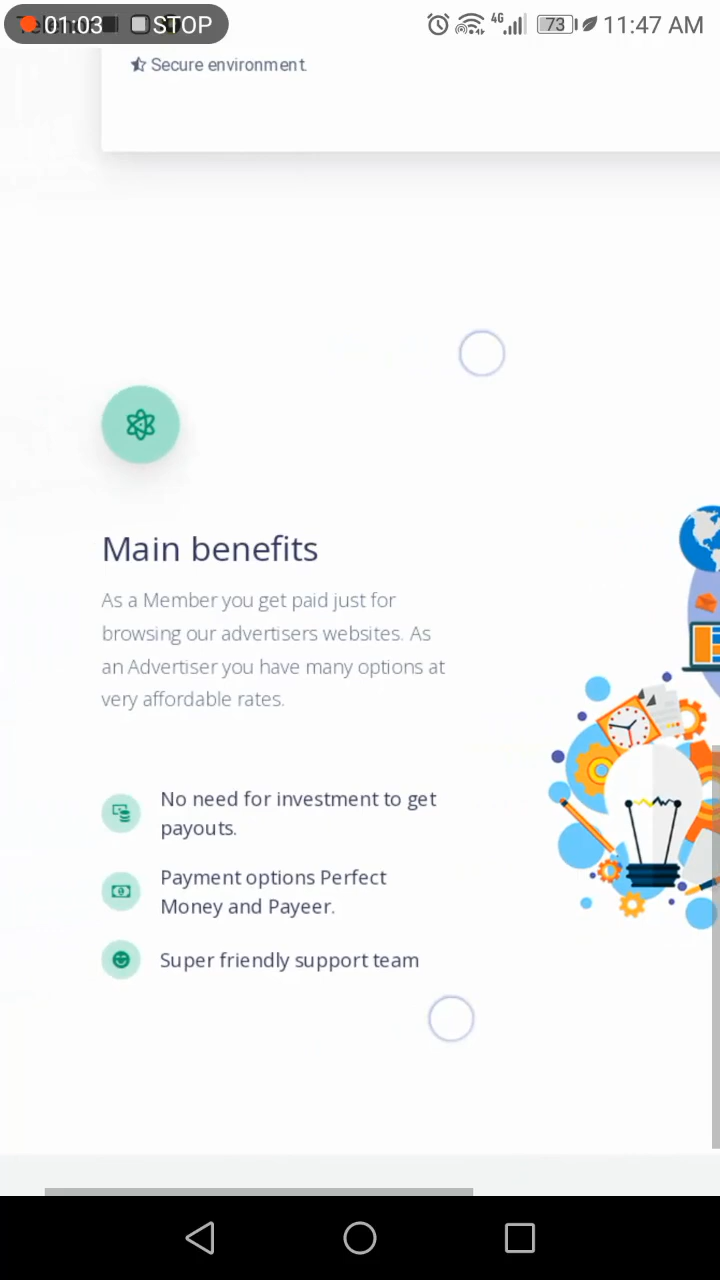 01:03 STOP 4G 73 11:47 AM
Secure environment.
Main benefits
As a Member you get paid just for
browsing our advertisers websites. As
an Advertiser you have many options at
very affordable rates.
No need for investment to get
payouts.
Payment options Perfect
Money and Payeer.
Super friendly support team